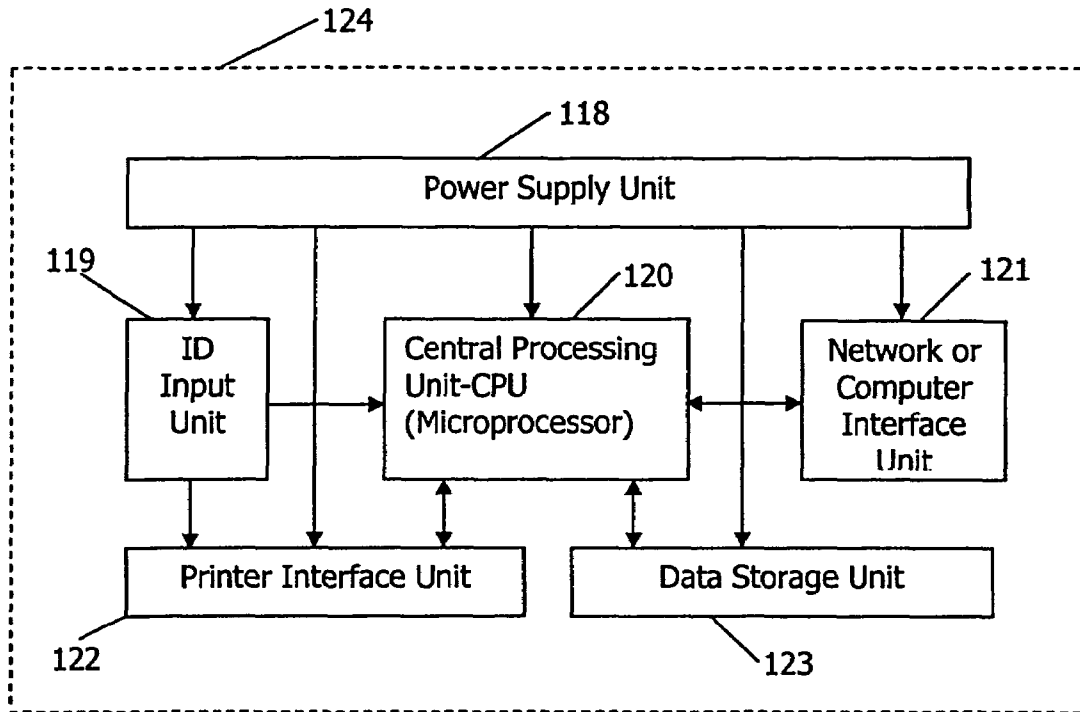 124
118
Power Supply Unit
119
120
121
ID
Input
Unit
Central Processing
Unit-CPU
(Microprocessor)
Network or
Computer
Interface
Unit
Printer Interface Unit
Data Storage Unit
122
123